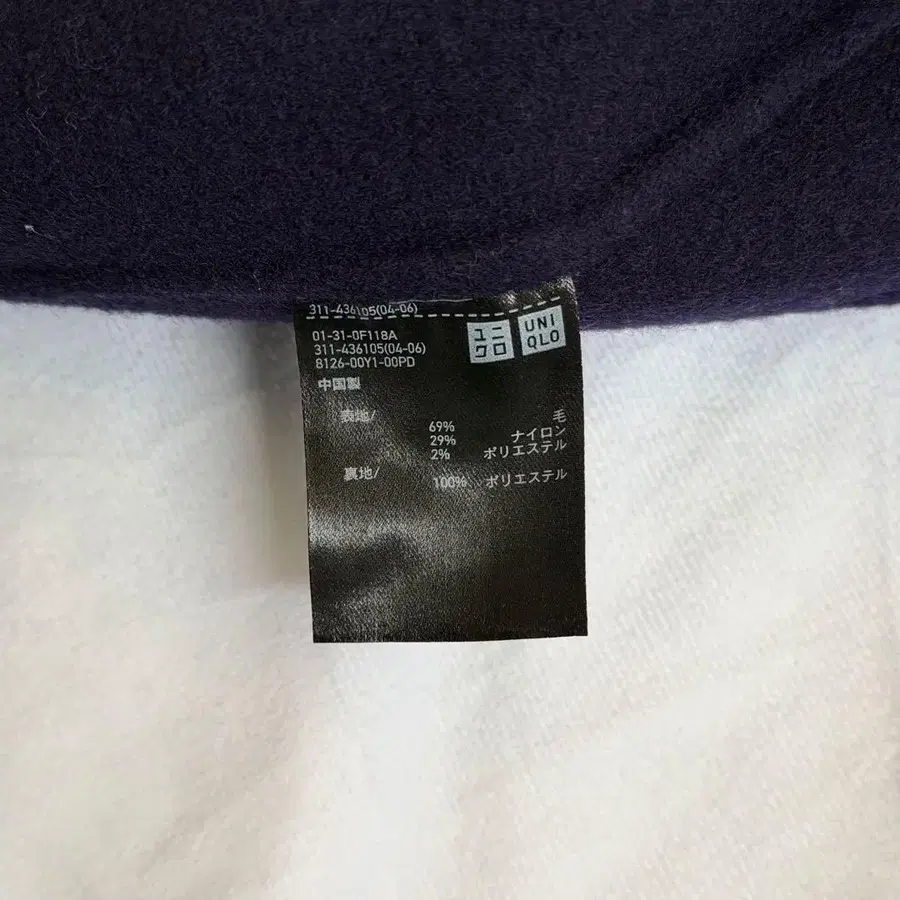 311-436105(04-06)
01-31-0F118A
311-436105(04-06)
8126-00Y1-00PD
中国製
ユニクロ
UNIQLO
表地/
69% 毛
29% ナイロン
2% ポリエステル
裏地/ 100% ポリエステル